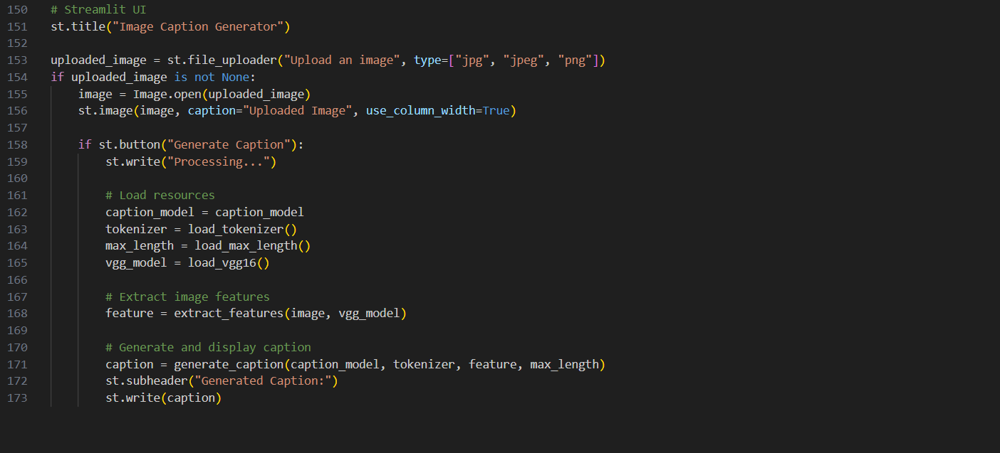 150 # Streamlit UI
151 st.title("Image Caption Generator")
152
153 uploaded_image = st.file_uploader("Upload an image", type=["jpg", "jpeg", "png"])
154 if uploaded_image is not None:
155     image = Image.open(uploaded_image)
156     st.image(image, caption="Uploaded Image", use_column_width=True)
157
158     if st.button("Generate Caption"):
159         st.write("Processing...")
160
161         # Load resources
162         caption_model = caption_model
163         tokenizer = load_tokenizer()
164         max_length = load_max_length()
165         vgg_model = load_vgg16()
166
167         # Extract image features
168         feature = extract_features(image, vgg_model)
169
170         # Generate and display caption
171         caption = generate_caption(caption_model, tokenizer, feature, max_length)
172         st.subheader("Generated Caption:")
173         st.write(caption)